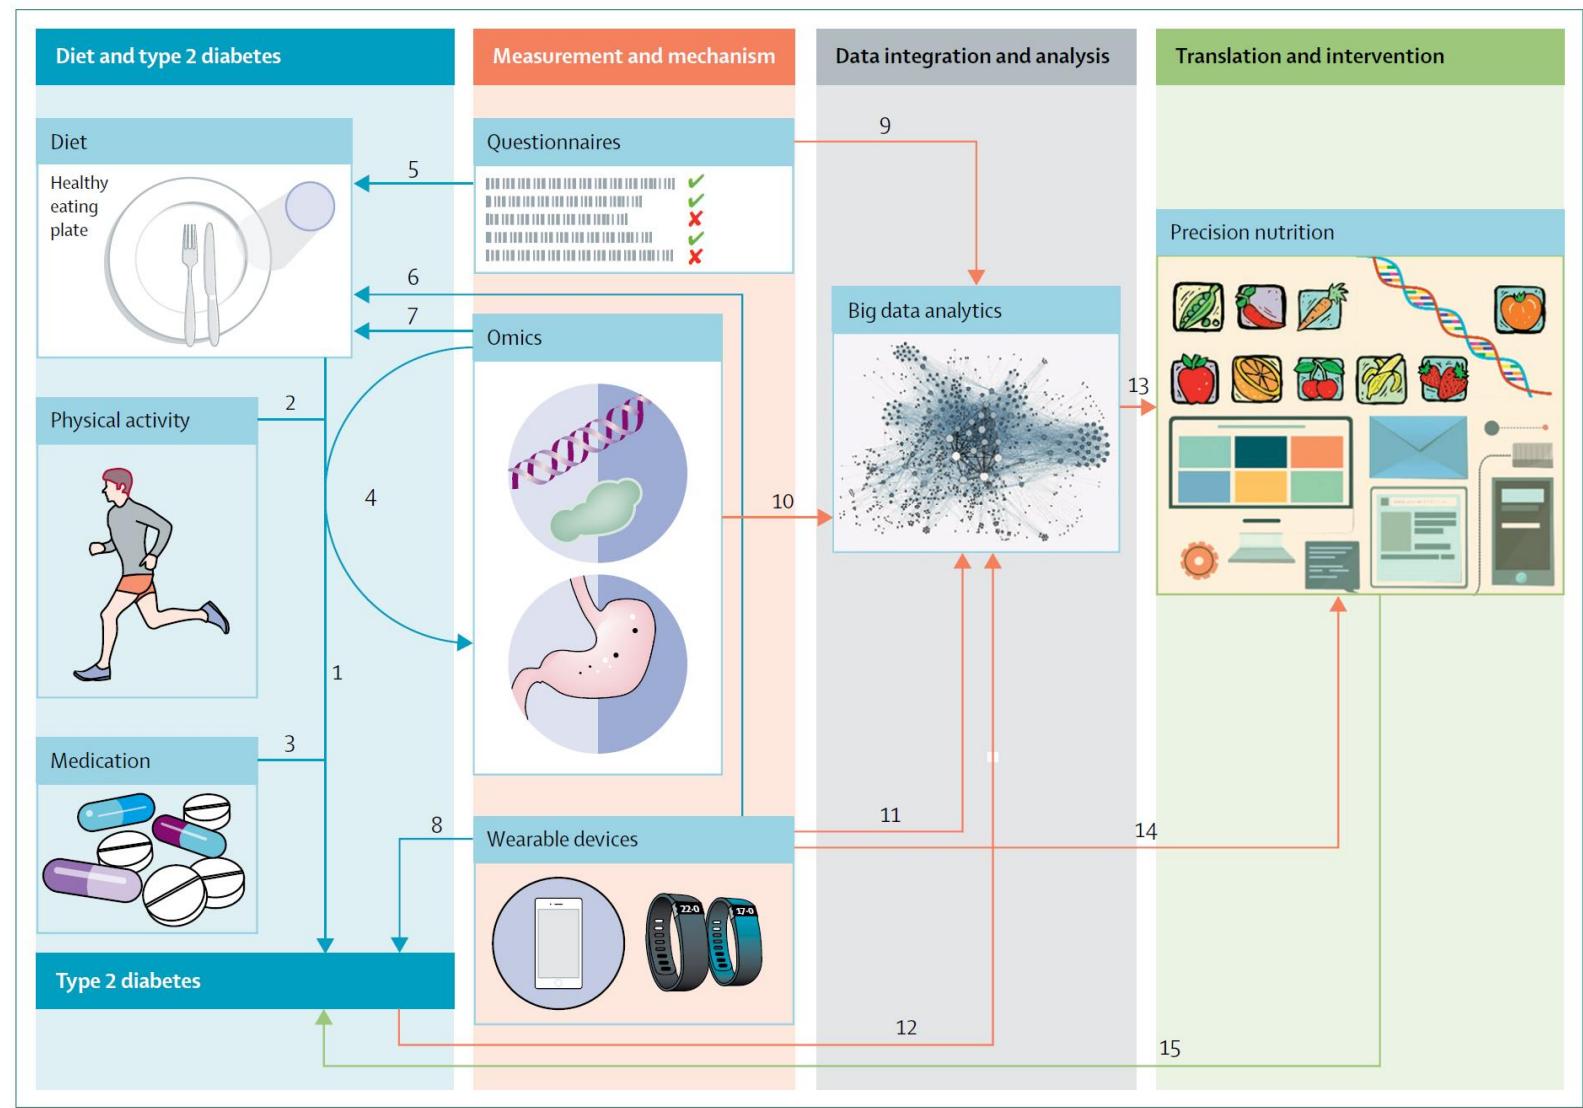 Diet and type 2 diabetes
Measurement and mechanism
Data integration and analysis
Translation and intervention
Diet
Healthy
eating
plate
5
Questionnaires
9
6
7
Omics
Big data analytics
Precision nutrition
13
2
Physical activity
4
10
1
3
Medication
8
Wearable devices
22-0
17-0
11
14
Type 2 diabetes
12
15